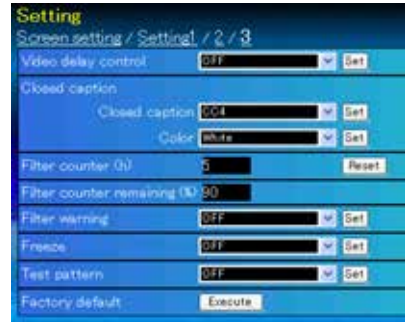 Setting
Screen setting / Setting1 / 2 / 3
Video delay control OFF Set
Closed caption
Closed caption CC4 Set
Color White Set
Filter counter (h) 5 Reset
Filter counter remaining (%) 90
Filter warning OFF Set
Freeze OFF Set
Test pattern OFF Set
Factory default Execute